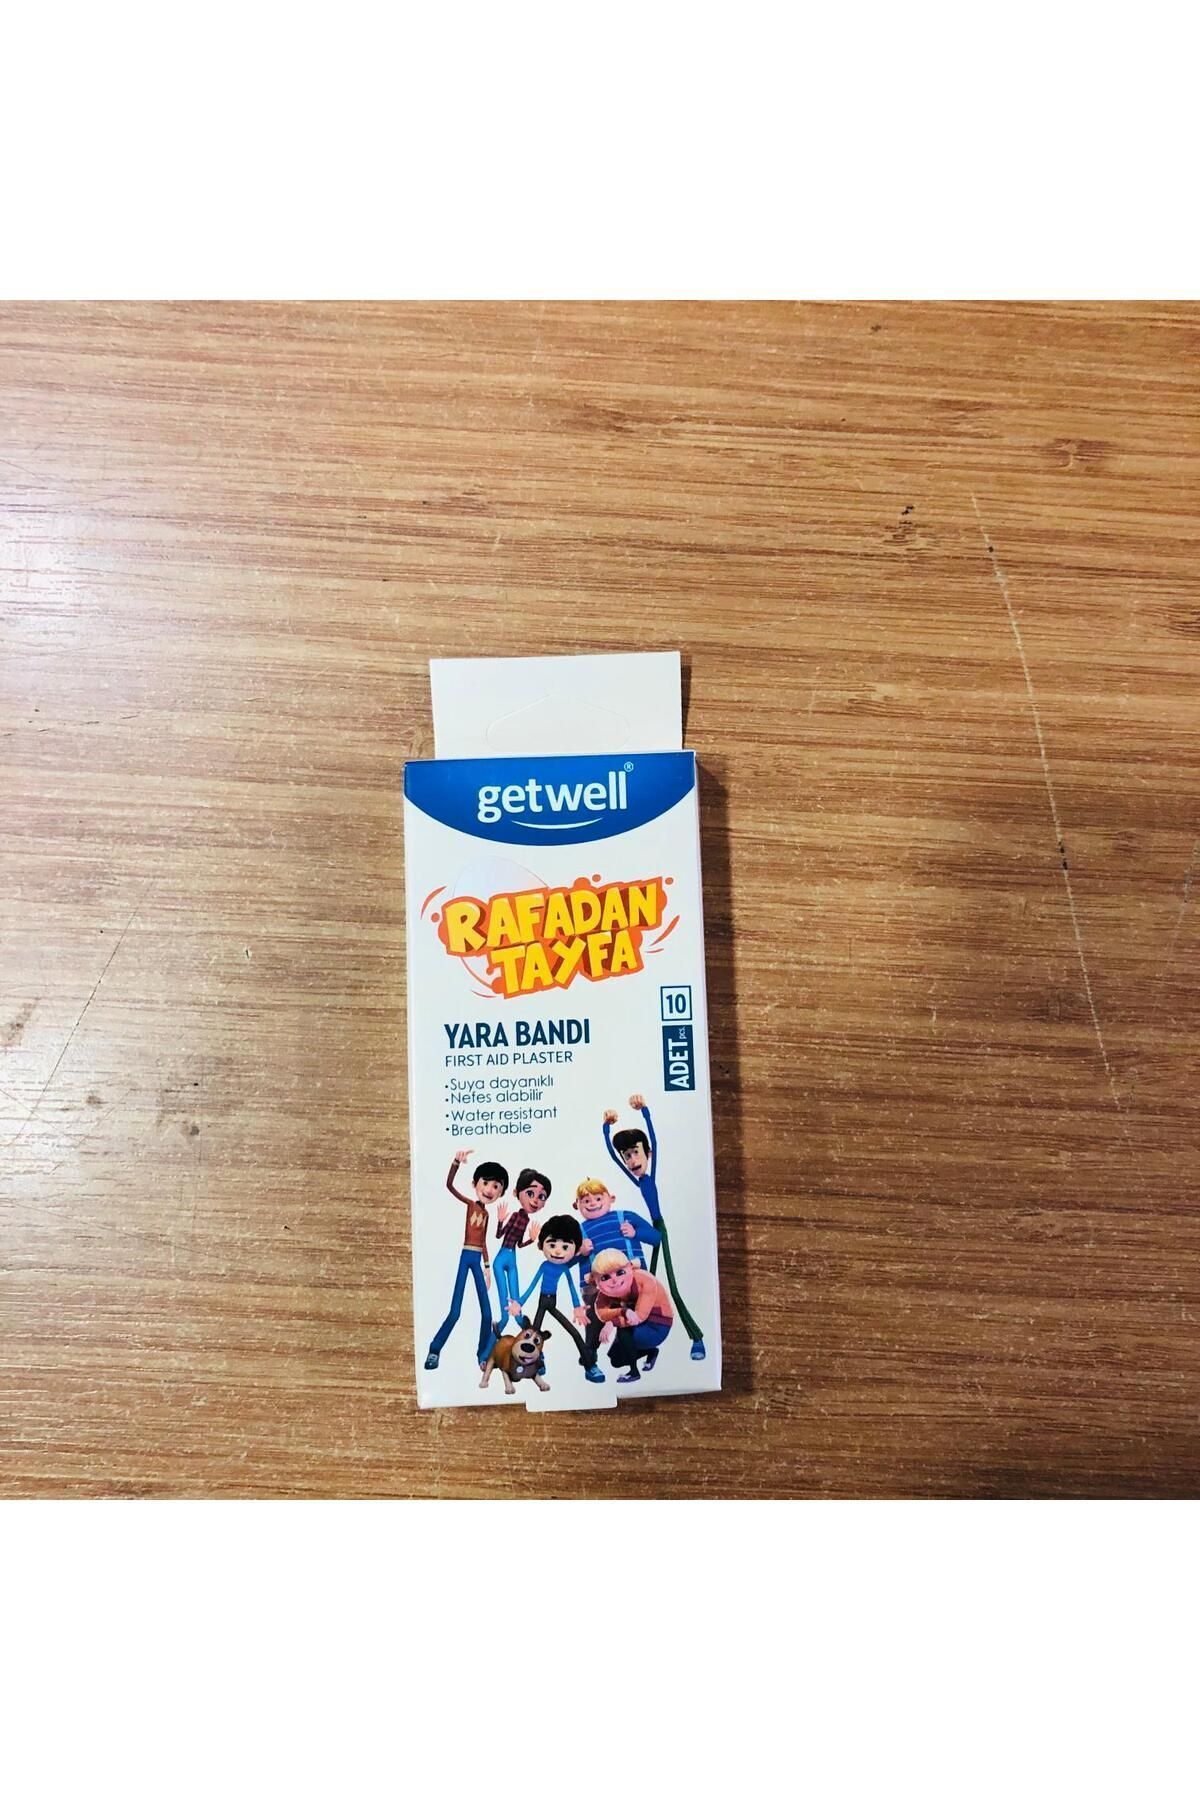 getwell®
RAFADAN
TAYFA
10
ADET pcs.
YARA BANDI
FIRST AID PLASTER
•Suya dayanıklı
•Nefes alabilir
•Water resistant
•Breathable